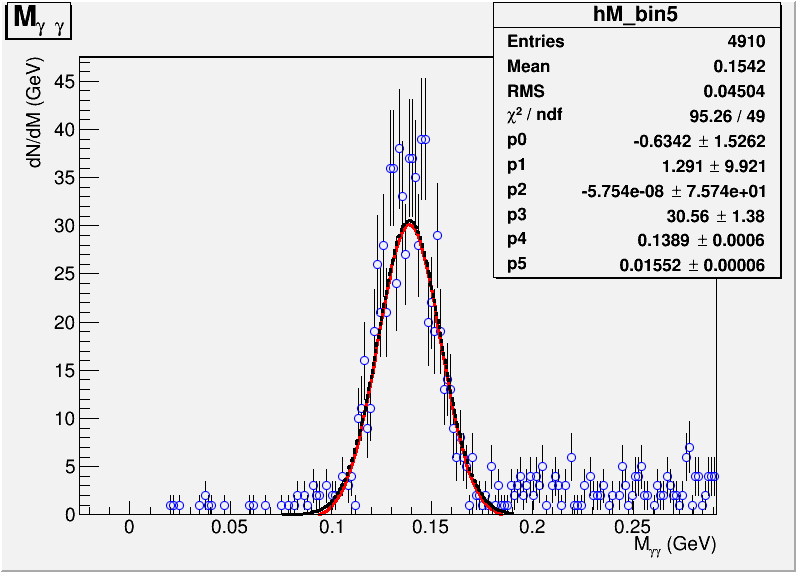 Mγ γ
hM_bin5
Entries 4910
Mean 0.1542
RMS 0.04504
χ² / ndf 95.26 / 49
p0 -0.6342 ± 1.5262
p1 1.291 ± 9.921
p2 -5.754e-08 ± 7.574e+01
p3 30.56 ± 1.38
p4 0.1389 ± 0.0006
p5 0.01552 ± 0.00006
dN/dM (GeV)
45
40
35
30
25
20
15
10
5
0
0 0.05 0.1 0.15 0.2 0.25
Mγγ (GeV)